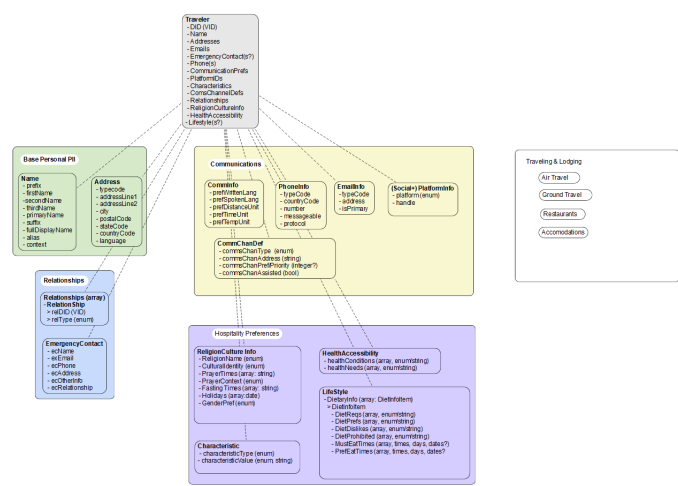 Traveler
- DID (VID)
- Name
- Addresses
- Emails
- EmergencyContact(s?)
- Phone(s)
- CommunicationPrefs
- PlatformIDs
- Characteristics
- ComsChannelDefs
- Relationships
- ReligionCultureInfo
- HealthAccessibility
- Lifestyle(s?)
Base Personal PII
Name
- prefix
- firstName
-secondName
- thirdName
- primaryName
- suffix
- fullDisplayName
- alias
- context
Address
- typecode
- addressLine1
- addressLine2
- city
- postalCode
- stateCode
- countryCode
- language
Communications
CommInfo
- prefWrittenLang
- prefSpokenLang
- prefDistanceUnit
- prefTimeUnit
- prefTempUnit
PhoneInfo
- typeCode
- countryCode
- number
- messageable
- protocol
EmailInfo
- typeCode
- address
- isPrimary
(Social+) PlatformInfo
- platform (enum)
- handle
CommChanDef
- commsChanType (enum)
- commsChanAddress (string)
- commsChanPrefPriority (integer?)
- commsChanAssisted (bool)
Traveling & Lodging
Air Travel
Ground Travel
Restaurants
Accomodations
Relationships
Relationships (array)
- RelationShip
> relDID (VID)
> relType (enum)
EmergencyContact
- ecName
- exEmail
- ecPhone
- ecAddress
- ecOtherInfo
- ecRelationship
Hospitality Preferences
ReligionCulture Info
- ReligionName (enum)
- CulturalIdentity (enum)
- PrayerTimes (array: string)
- PrayerContext (enum)
- FastingTimes (array: string)
- Holidays (array:date)
- GenderPref (enum)
Characteristic
- characteristicType (enum)
- characteristicValue (enum, string)
HealthAccessibility
- healthConditions (array, enum/string)
- healthNeeds (array, enum/string)
LifeStyle
- DietaryInfo (array: DietInfoItem)
> DietInfoItem
- DietReqs (array, enum/string)
- DietPrefs (array, enum/string)
- DietDislikes (array, enum/string)
- DietProhibited (array, enum/string)
- MustEatTimes (array, times, days, dates?)
- PrefEatTimes (array, times, days, dates?